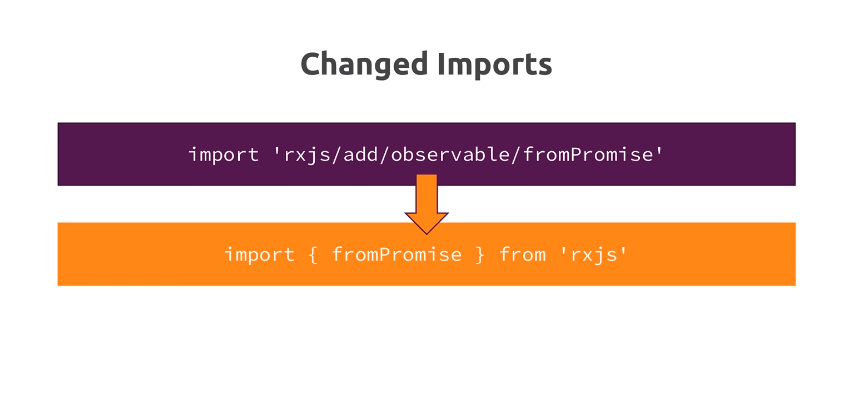 Changed Imports
import 'rxjs/add/observable/fromPromise'
import { fromPromise } from 'rxjs'